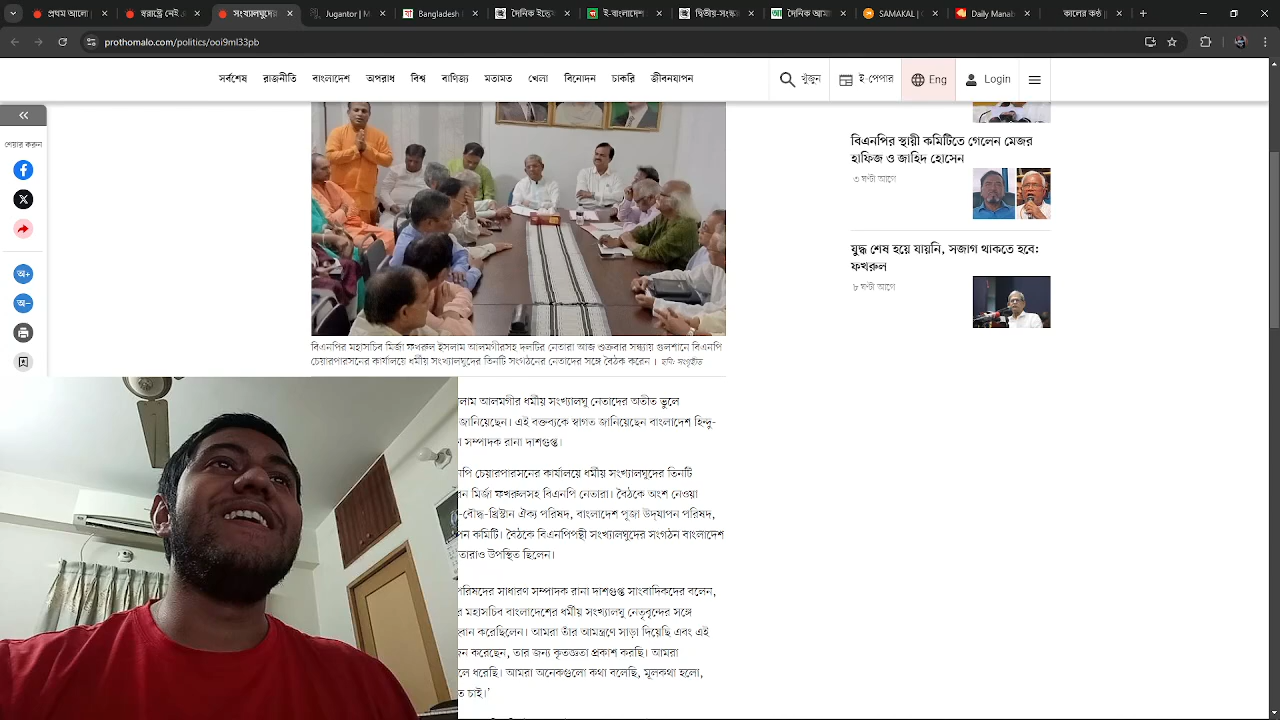 প্রথম আলো
স্বরাষ্ট্রে নেই
সংখ্যালঘুদের
Jugantor | M
Bangladesh
দৈনিক ইত্তে
ই-বাংলাদেশ
দ্বিতীয়-সংস্ক
দৈনিক আমা
SAMAKAL |
Daily Manab
কালের কণ্ঠ ||
prothomalo.com/politics/ooi9ml33pb
সর্বশেষ রাজনীতি বাংলাদেশ অপরাধ বিশ্ব বাণিজ্য মতামত খেলা বিনোদন চাকরি জীবনযাপন
খুঁজুন
ই-পেপার
Eng
Login
শেয়ার করুন
অ+
অ−
বিএনপির মহাসচিব মির্জা ফখরুল ইসলাম আলমগীরসহ দলটির নেতারা আজ শুক্রবার সন্ধ্যায় গুলশানে বিএনপি
চেয়ারপারসনের কার্যালয়ে ধর্মীয় সংখ্যালঘুদের তিনটি সংগঠনের নেতাদের সঙ্গে বৈঠক করেন। ছবি: সংগৃহীত
লাম আলমগীর ধর্মীয় সংখ্যালঘু নেতাদের অতীত ভুলে
জানিয়েছেন। এই বক্তব্যকে স্বাগত জানিয়েছেন বাংলাদেশ হিন্দু-
সম্পাদক রানা দাশগুপ্ত।
নপি চেয়ারপারসনের কার্যালয়ে ধর্মীয় সংখ্যালঘুদের তিনটি
রন মির্জা ফখরুলসহ বিএনপি নেতারা। বৈঠকে অংশ নেওয়া
-বৌদ্ধ-খ্রিস্টান ঐক্য পরিষদ, বাংলাদেশ পূজা উদ্‌যাপন পরিষদ,
পন কমিটি। বৈঠকে বিএনপিপন্থী সংখ্যালঘুদের সংগঠন বাংলাদেশ
তারাও উপস্থিত ছিলেন।
রিষদের সাধারণ সম্পাদক রানা দাশগুপ্ত সাংবাদিকদের বলেন,
র মহাসচিব বাংলাদেশের ধর্মীয় সংখ্যালঘু নেতৃবৃন্দের সঙ্গে
বান করেছিলেন। আমরা তাঁর আমন্ত্রণে সাড়া দিয়েছি এবং এই
জন করেছেন, তার জন্য কৃতজ্ঞতা প্রকাশ করছি। আমরা
লে ধরেছি। আমরা অনেকগুলো কথা বলেছি, মূলকথা হলো,
ত চাই।'
বিএনপির স্থায়ী কমিটিতে গেলেন মেজর
হাফিজ ও জাহিদ হোসেন
৩ ঘণ্টা আগে
যুদ্ধ শেষ হয়ে যায়নি, সজাগ থাকতে হবে:
ফখরুল
৮ ঘণ্টা আগে